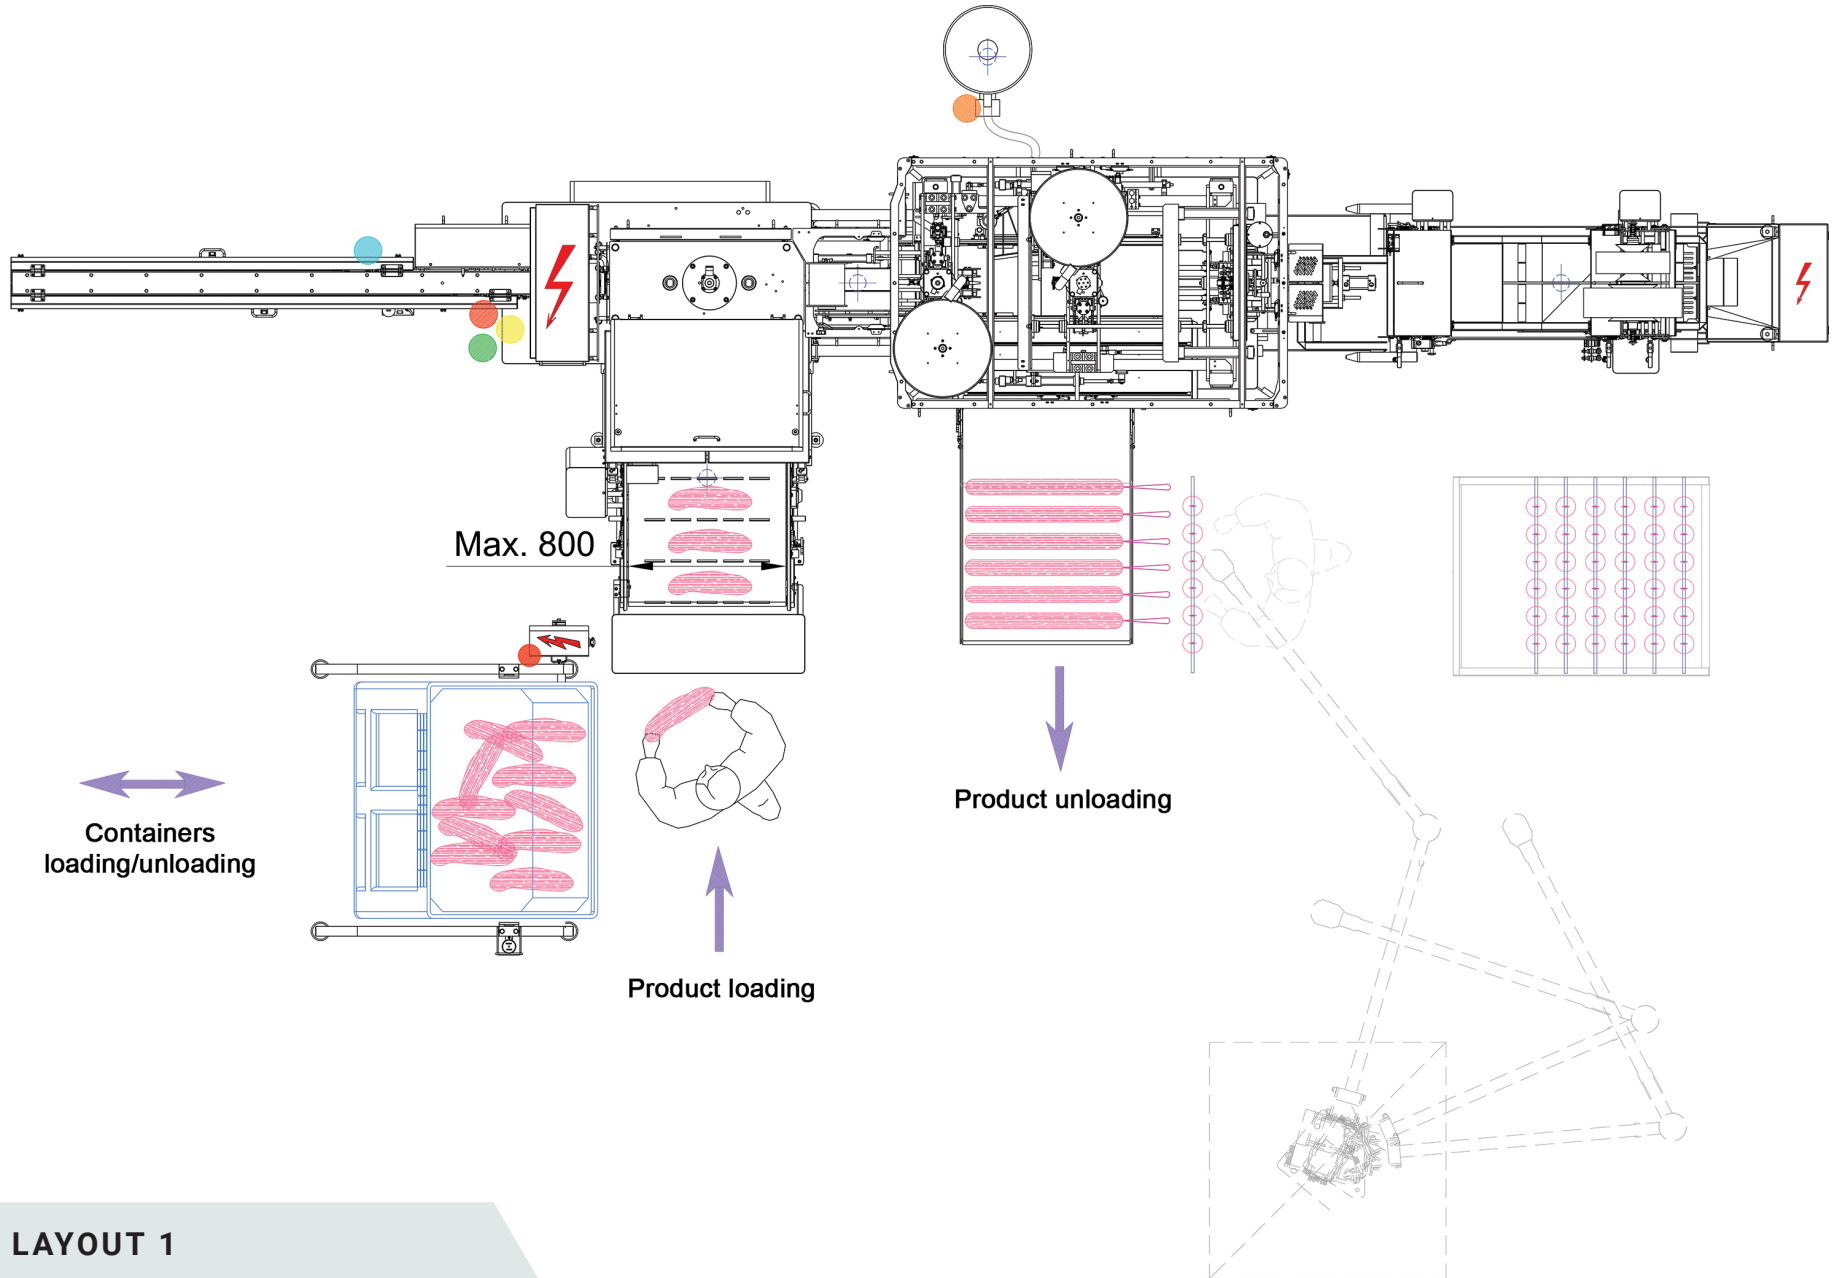 Max. 800
Containers
loading/unloading
Product unloading
Product loading
LAYOUT 1